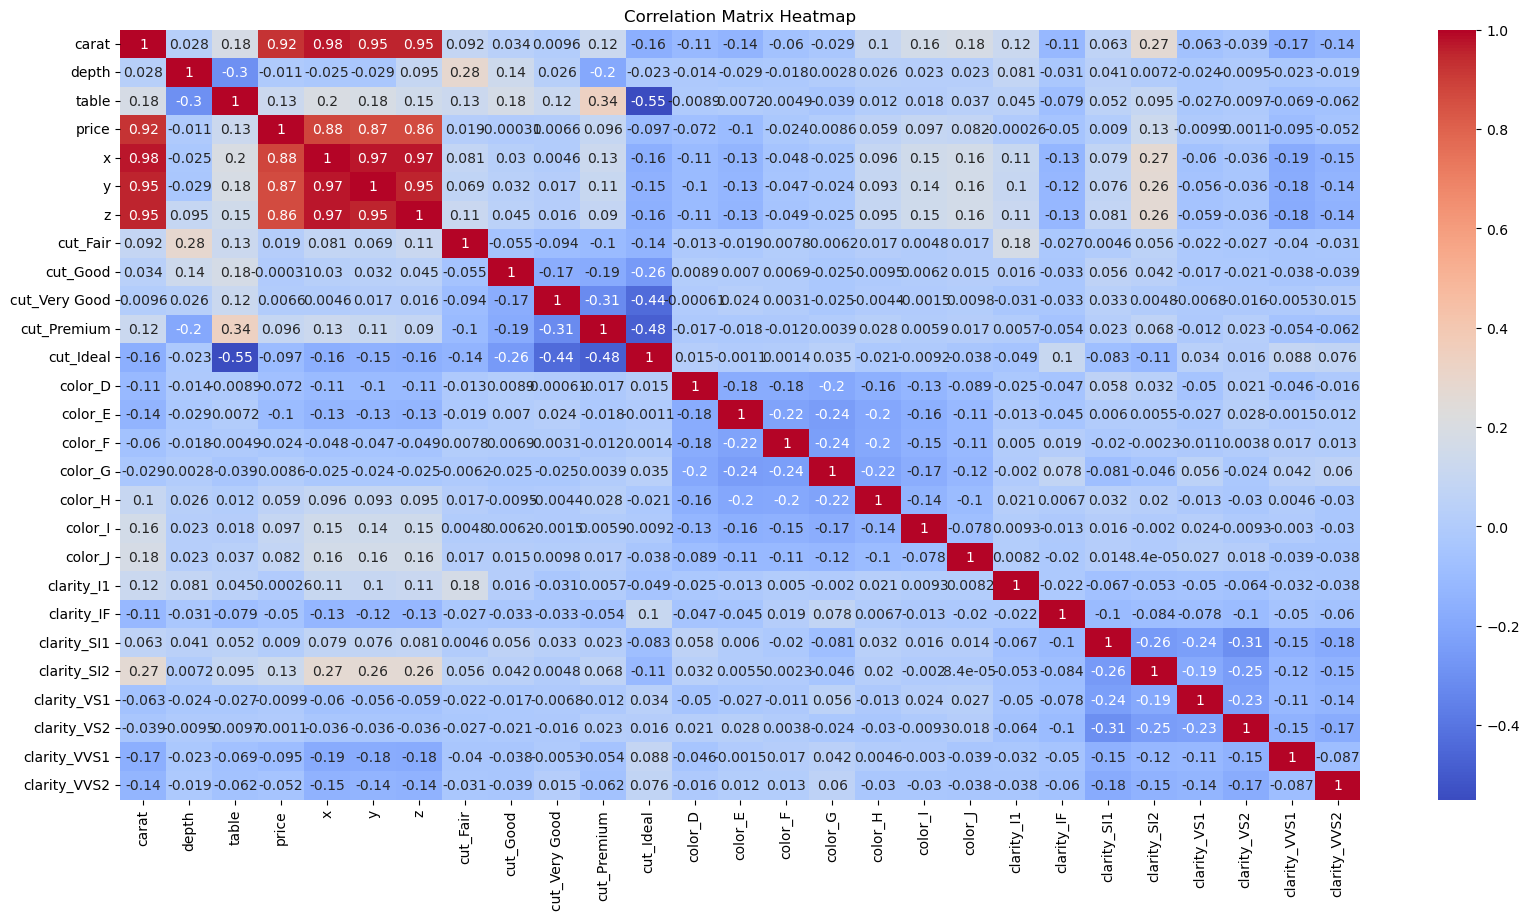 Correlation Matrix Heatmap
carat 1 0.028 0.18 0.92 0.98 0.95 0.95 0.092 0.034 0.0096 0.12 -0.16 -0.11 -0.14 -0.06 -0.029 0.1 0.16 0.18 0.12 -0.11 0.063 0.27 -0.063 -0.039 -0.17 -0.14
depth 0.028 1 -0.3 -0.011 -0.025 -0.029 0.095 0.28 0.14 0.026 -0.2 -0.023 -0.014 -0.029 -0.018 0.0028 0.026 0.023 0.023 0.081 -0.031 0.041 0.0072 -0.024 -0.0095 -0.023 -0.019
table 0.18 -0.3 1 0.13 0.2 0.18 0.15 0.13 0.18 0.12 0.34 -0.55 -0.0089 0.0072 -0.0049 -0.039 0.012 0.018 0.037 0.045 -0.079 0.052 0.095 -0.027 -0.0097 -0.069 -0.062
price 0.92 -0.011 0.13 1 0.88 0.87 0.86 0.019 0.0066 0.096 -0.097 -0.072 -0.1 -0.024 0.0086 0.059 0.097 0.082 -0.00026 -0.05 0.009 0.13 -0.0099 -0.0011 -0.095 -0.052
x 0.98 -0.025 0.2 0.88 1 0.97 0.97 0.081 0.03 0.0046 0.13 -0.16 -0.11 -0.13 -0.048 -0.025 0.096 0.15 0.16 0.11 -0.13 0.079 0.27 -0.06 -0.036 -0.19 -0.15
y 0.95 -0.029 0.18 0.87 0.97 1 0.95 0.069 0.032 0.017 0.11 -0.15 -0.1 -0.13 -0.047 -0.024 0.093 0.14 0.16 0.1 -0.12 0.076 0.26 -0.056 -0.036 -0.18 -0.14
z 0.95 0.095 0.15 0.86 0.97 0.95 1 0.11 0.045 0.016 0.09 -0.16 -0.11 -0.13 -0.049 -0.025 0.095 0.15 0.16 0.11 -0.13 0.081 0.26 -0.059 -0.036 -0.18 -0.14
cut_Fair 0.092 0.28 0.13 0.019 0.081 0.069 0.11 1 -0.055 -0.094 -0.1 -0.14 -0.013 -0.019 0.0078 -0.0062 0.017 0.0048 0.017 0.18 -0.027 0.0046 0.056 -0.022 -0.027 -0.04 -0.031
cut_Good 0.034 0.14 0.18 0.03 0.032 0.045 -0.055 1 -0.17 -0.19 -0.26 0.0089 0.007 0.0069 -0.025 -0.0095 0.0062 0.015 0.016 -0.033 0.056 0.042 -0.017 -0.021 -0.038 -0.039
cut_Very Good 0.0096 0.026 0.12 0.0066 0.0046 0.017 0.016 -0.094 -0.17 1 -0.31 -0.44 0.00061 0.024 0.0031 -0.025 -0.0044 0.0015 0.0098 -0.031 -0.033 0.033 0.0048 -0.0068 -0.016 -0.0053 0.015
cut_Premium 0.12 -0.2 0.34 0.096 0.13 0.11 0.09 -0.1 -0.19 -0.31 1 -0.48 -0.017 -0.018 -0.012 0.0039 0.028 0.0059 0.017 0.0057 -0.054 0.023 0.068 -0.012 0.023 -0.054 -0.062
cut_Ideal -0.16 -0.023 -0.55 -0.097 -0.16 -0.15 -0.16 -0.14 -0.26 -0.44 -0.48 1 0.015 -0.0011 0.0014 0.035 -0.021 -0.0092 -0.038 -0.049 0.1 -0.083 -0.11 0.034 0.016 0.088 0.076
color_D -0.11 -0.014 -0.0089 -0.072 -0.11 -0.1 -0.11 -0.013 0.0089 0.00061 -0.017 0.015 1 -0.18 -0.18 -0.2 -0.16 -0.13 -0.089 -0.025 -0.047 0.058 0.032 -0.05 0.021 -0.046 -0.016
color_E -0.14 -0.029 0.0072 -0.1 -0.13 -0.13 -0.13 -0.019 0.007 0.024 -0.018 -0.0011 -0.18 1 -0.22 -0.24 -0.2 -0.16 -0.11 -0.013 -0.045 0.006 0.0055 -0.027 0.028 -0.0015 0.012
color_F -0.06 -0.018 -0.0049 -0.024 -0.048 -0.047 -0.049 0.0078 0.0069 0.0031 -0.012 0.0014 -0.18 -0.22 1 -0.24 -0.2 -0.15 -0.11 0.005 0.019 -0.02 -0.0023 -0.011 0.0038 0.017 0.013
color_G -0.029 0.0028 -0.039 0.0086 -0.025 -0.024 -0.025 -0.0062 -0.025 -0.025 0.0039 0.035 -0.2 -0.24 -0.24 1 -0.22 -0.17 -0.12 -0.002 0.078 -0.081 -0.046 0.056 -0.024 0.042 0.06
color_H 0.1 0.026 0.012 0.059 0.096 0.093 0.095 0.017 -0.0095 -0.0044 0.028 -0.021 -0.16 -0.2 -0.2 -0.22 1 -0.14 -0.1 0.021 0.0067 0.032 0.02 -0.013 -0.03 0.0046 -0.03
color_I 0.16 0.023 0.018 0.097 0.15 0.14 0.15 0.0048 0.0062 0.0015 0.0059 -0.0092 -0.13 -0.16 -0.15 -0.17 -0.14 1 -0.078 0.0093 -0.013 0.016 -0.002 0.024 -0.0093 -0.003 -0.03
color_J 0.18 0.023 0.037 0.082 0.16 0.16 0.16 0.017 0.015 0.0098 0.017 -0.038 -0.089 -0.11 -0.11 -0.12 -0.1 -0.078 1 0.0082 -0.02 0.014 8.4e-05 0.027 0.018 -0.039 -0.038
clarity_I1 0.12 0.081 0.045 -0.00026 0.11 0.1 0.11 0.18 0.016 -0.031 0.0057 -0.049 -0.025 -0.013 0.005 -0.002 0.021 0.0093 0.0082 1 -0.022 -0.067 -0.053 -0.05 -0.064 -0.032 -0.038
clarity_IF -0.11 -0.031 -0.079 -0.05 -0.13 -0.12 -0.13 -0.027 -0.033 -0.033 -0.054 0.1 -0.047 -0.045 0.019 0.078 0.0067 -0.013 -0.02 -0.022 1 -0.1 -0.084 -0.078 -0.1 -0.05 -0.06
clarity_SI1 0.063 0.041 0.052 0.009 0.079 0.076 0.081 0.0046 0.056 0.033 0.023 -0.083 0.058 0.006 -0.02 -0.081 0.032 0.016 0.014 -0.067 -0.1 1 -0.26 -0.24 -0.31 -0.15 -0.18
clarity_SI2 0.27 0.0072 0.095 0.13 0.27 0.26 0.26 0.056 0.042 0.0048 0.068 -0.11 0.032 0.0055 -0.0023 -0.046 0.02 -0.002 8.4e-05 -0.053 -0.084 -0.26 1 -0.19 -0.25 -0.12 -0.15
clarity_VS1 -0.063 -0.024 -0.027 -0.0099 -0.06 -0.056 -0.059 -0.022 -0.017 -0.0068 -0.012 0.034 -0.05 -0.027 -0.011 0.056 -0.013 0.024 0.027 -0.05 -0.078 -0.24 -0.19 1 -0.23 -0.11 -0.14
clarity_VS2 -0.039 -0.0095 -0.0097 -0.0011 -0.036 -0.036 -0.036 -0.027 -0.021 -0.016 0.023 0.016 0.021 0.028 0.0038 -0.024 -0.03 -0.0093 0.018 -0.064 -0.1 -0.31 -0.25 -0.23 1 -0.15 -0.17
clarity_VVS1 -0.17 -0.023 -0.069 -0.095 -0.19 -0.18 -0.18 -0.04 -0.038 -0.0053 -0.054 0.088 -0.046 -0.0015 0.017 0.042 0.0046 -0.003 -0.039 -0.032 -0.05 -0.15 -0.12 -0.11 -0.15 1 -0.087
clarity_VVS2 -0.14 -0.019 -0.062 -0.052 -0.15 -0.14 -0.14 -0.031 -0.039 0.015 -0.062 0.076 -0.016 0.012 0.013 0.06 -0.03 -0.03 -0.038 -0.038 -0.06 -0.18 -0.15 -0.14 -0.17 -0.087 1
carat depth table price x y z cut_Fair cut_Good cut_Very Good cut_Premium cut_Ideal color_D color_E color_F color_G color_H color_I color_J clarity_I1 clarity_IF clarity_SI1 clarity_SI2 clarity_VS1 clarity_VS2 clarity_VVS1 clarity_VVS2
1.0
0.8
0.6
0.4
0.2
0.0
−0.2
−0.4